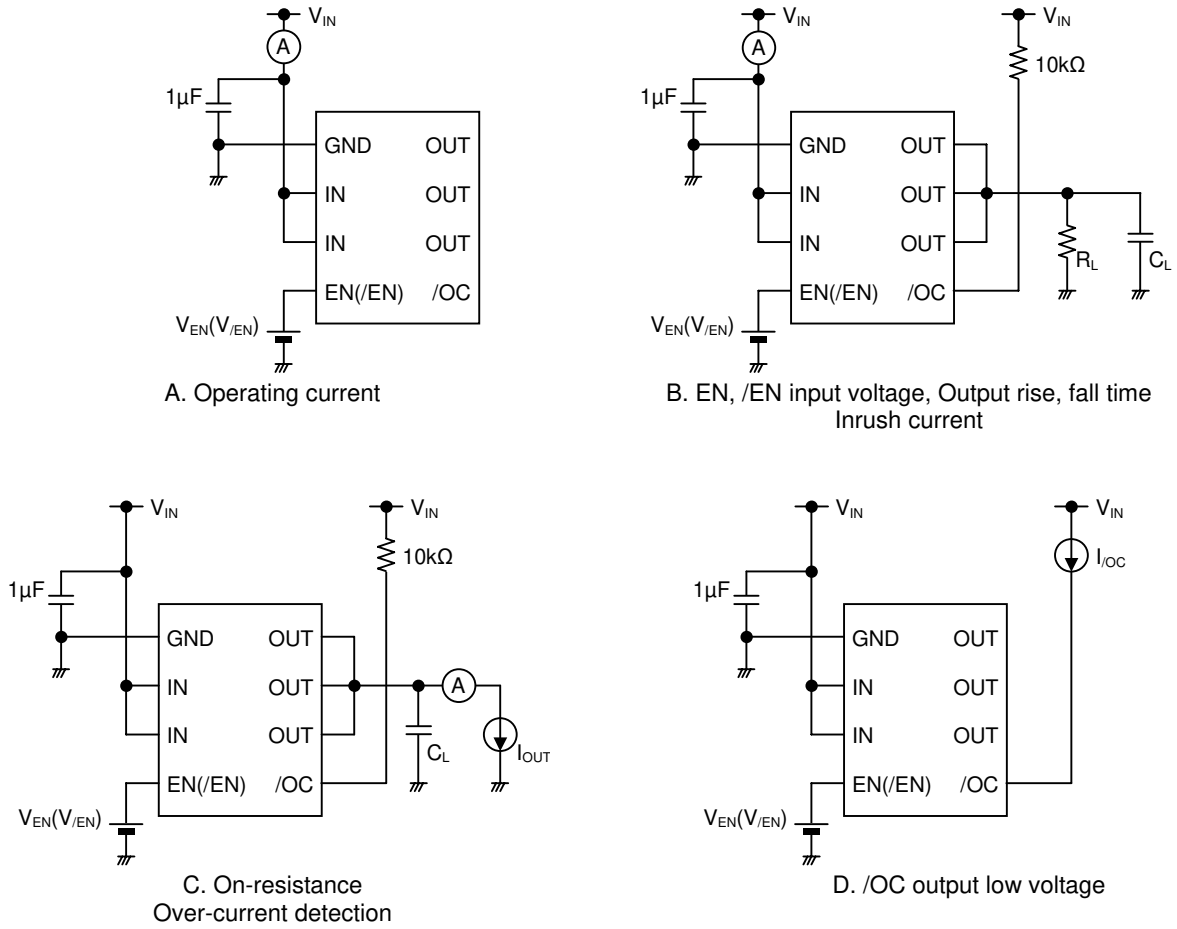 V_IN
A
1µF
GND OUT
IN OUT
IN OUT
EN(/EN) /OC
V_EN(V_/EN)
A. Operating current
V_IN V_IN
A
10kΩ
1µF
GND OUT
IN OUT
IN OUT
R_L C_L
EN(/EN) /OC
V_EN(V_/EN)
B. EN, /EN input voltage, Output rise, fall time
Inrush current
V_IN V_IN
10kΩ
1µF
GND OUT
IN OUT A
IN OUT
C_L I_OUT
EN(/EN) /OC
V_EN(V_/EN)
C. On-resistance
Over-current detection
V_IN V_IN
I_/OC
1µF
GND OUT
IN OUT
IN OUT
EN(/EN) /OC
V_EN(V_/EN)
D. /OC output low voltage